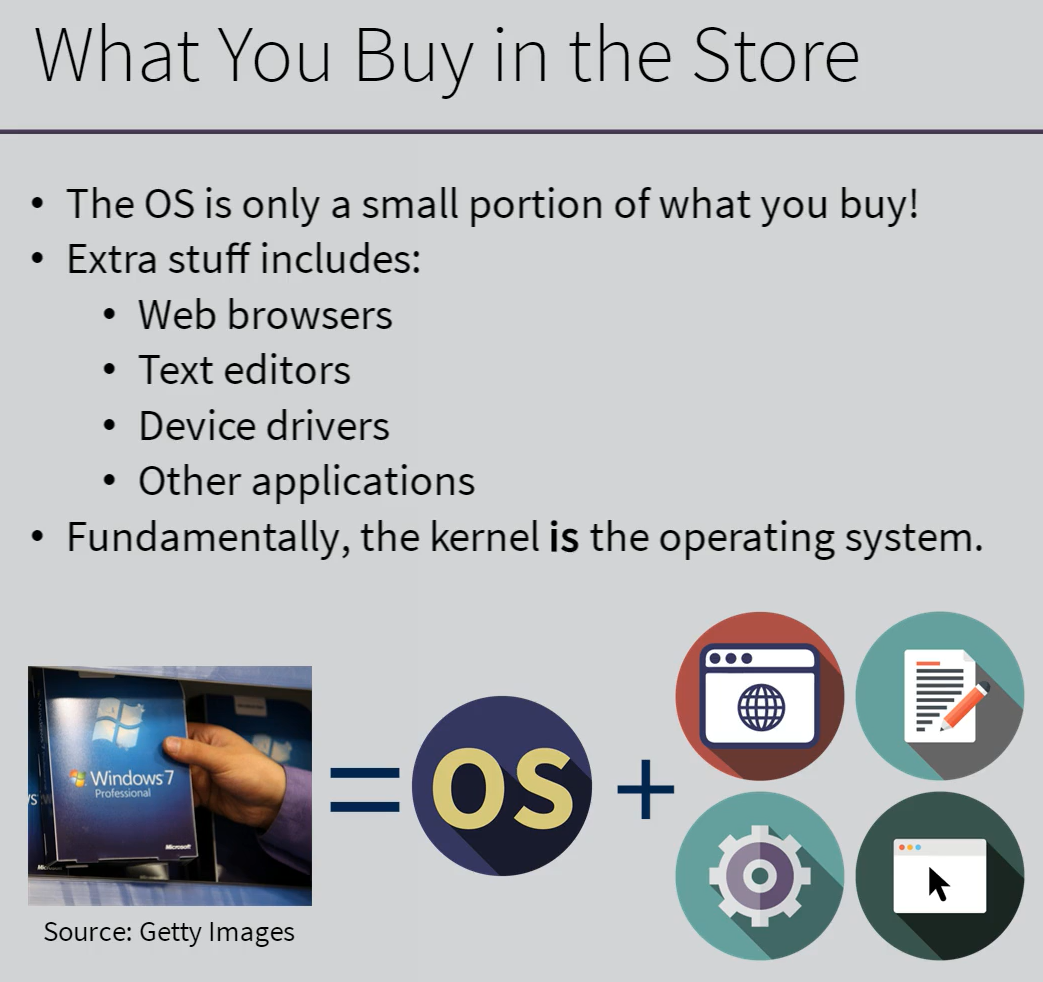 What You Buy in the Store
• The OS is only a small portion of what you buy!
• Extra stuff includes:
• Web browsers
• Text editors
• Device drivers
• Other applications
• Fundamentally, the kernel is the operating system.
Windows 7
Professional
Microsoft
= OS +
Source: Getty Images